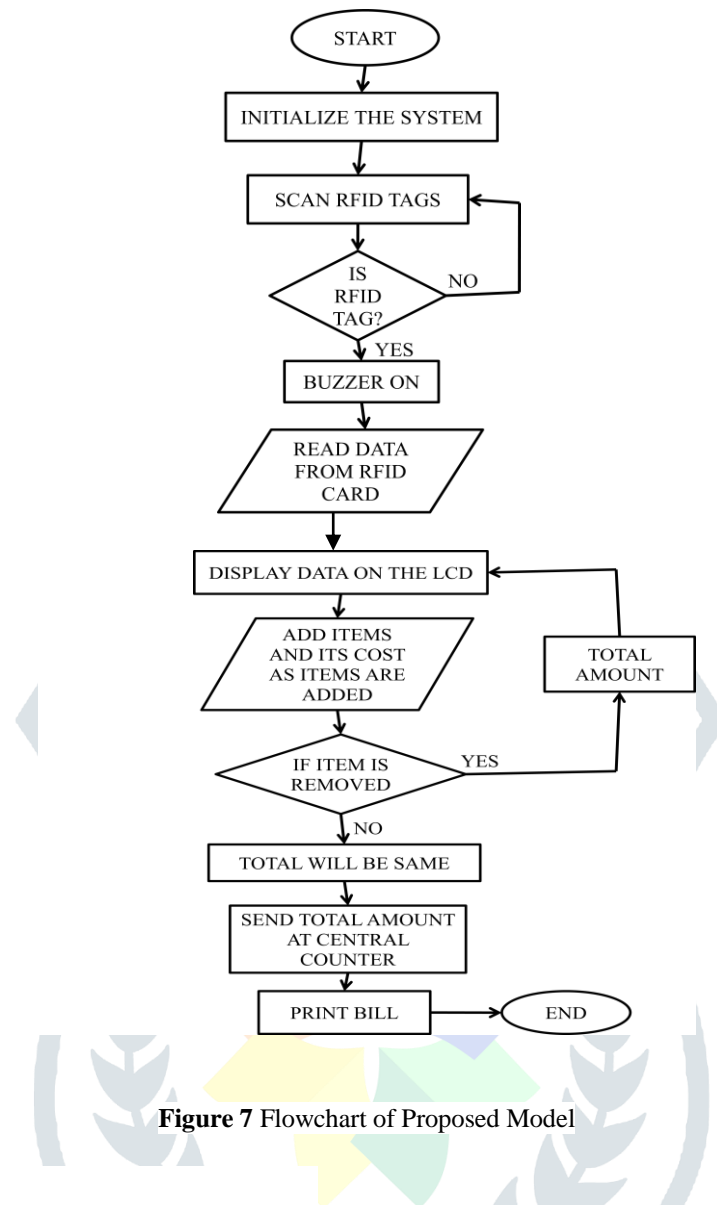 START
INITIALIZE THE SYSTEM
SCAN RFID TAGS
IS
RFID
TAG?
NO
YES
BUZZER ON
READ DATA
FROM RFID
CARD
DISPLAY DATA ON THE LCD
ADD ITEMS
AND ITS COST
AS ITEMS ARE
ADDED
TOTAL
AMOUNT
IF ITEM IS
REMOVED
YES
NO
TOTAL WILL BE SAME
SEND TOTAL AMOUNT
AT CENTRAL
COUNTER
PRINT BILL
END
Figure 7 Flowchart of Proposed Model